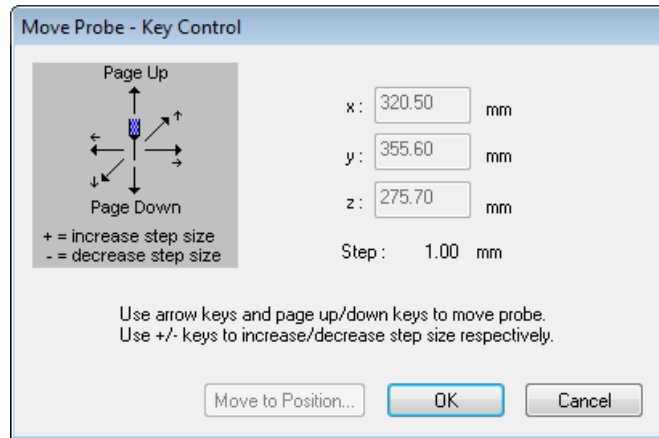 Move Probe - Key Control
Page Up
Page Down
+ = increase step size
- = decrease step size
x : 320.50 mm
y : 355.60 mm
z : 275.70 mm
Step : 1.00 mm
Use arrow keys and page up/down keys to move probe.
Use +/- keys to increase/decrease step size respectively.
Move to Position... OK Cancel